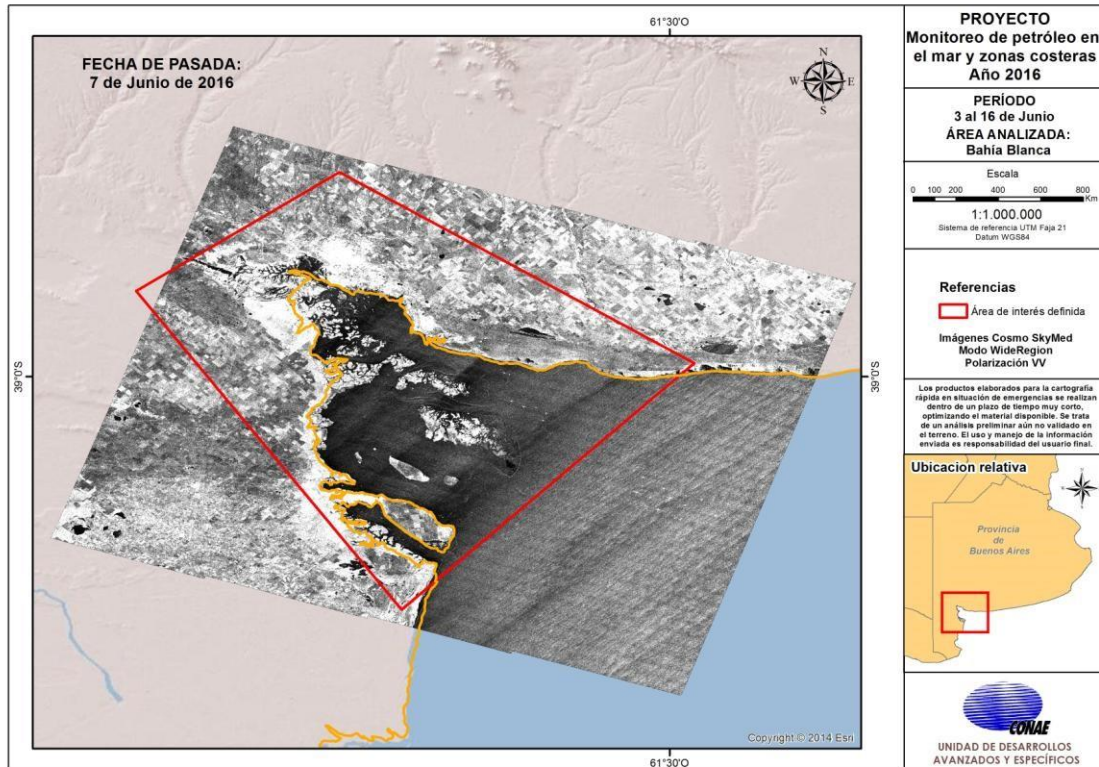 61°30'O
FECHA DE PASADA:
7 de Junio de 2016
N
W
E
S
39°0'S
39°0'S
Copyright © 2014 Esri
61°30'O
PROYECTO
Monitoreo de petróleo en
el mar y zonas costeras
Año 2016
PERÍODO
3 al 16 de Junio
ÁREA ANALIZADA:
Bahía Blanca
Escala
0 100 200 400 600 800
Km
1:1.000.000
Sistema de referencia UTM Faja 21
Datum WGS84
Referencias
Área de interés definida
Imágenes Cosmo SkyMed
Modo WideRegion
Polarización VV
Los productos elaborados para la cartografía
rápida en situación de emergencias se realizan
dentro de un plazo de tiempo muy corto,
optimizando el material disponible. Se trata
de un análisis preliminar aún no validado en
el terreno. El uso y manejo de la información
enviada es responsabilidad del usuario final.
Ubicacion relativa
Provincia
de
Buenos Aires
CONAE
UNIDAD DE DESARROLLOS
AVANZADOS Y ESPECÍFICOS